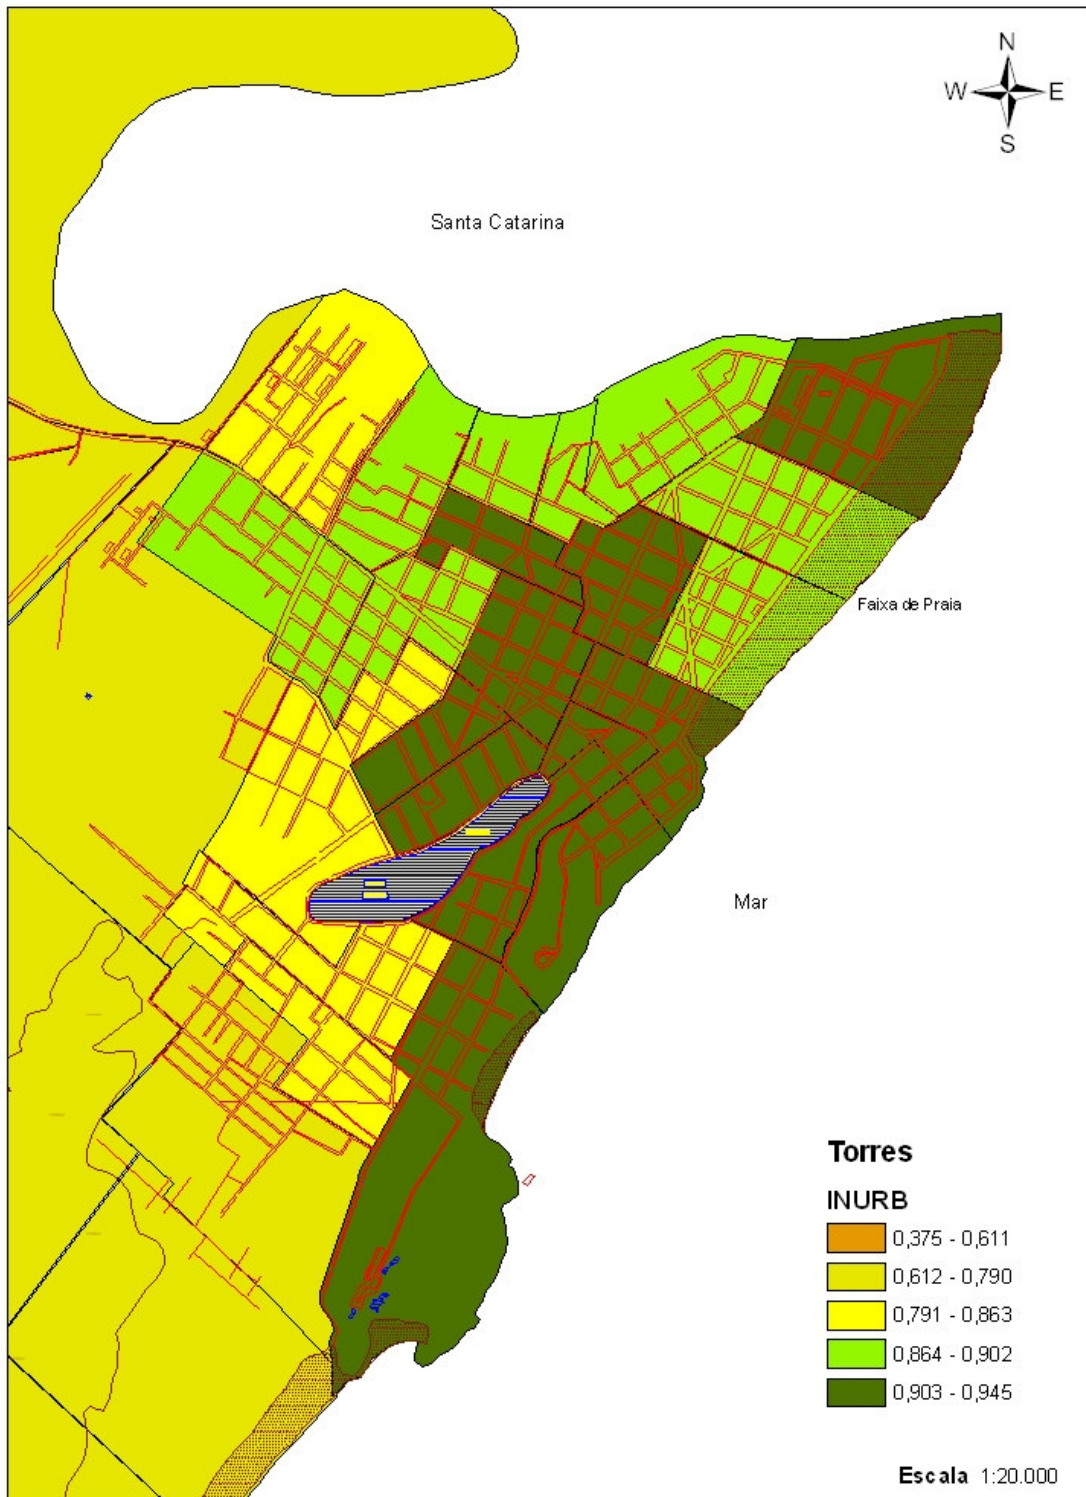 N
W E
S
Santa Catarina
Faixa de Praia
Mar
Torres
INURB
0,375 - 0,611
0,612 - 0,790
0,791 - 0,863
0,864 - 0,902
0,903 - 0,945
Escala 1:20.000